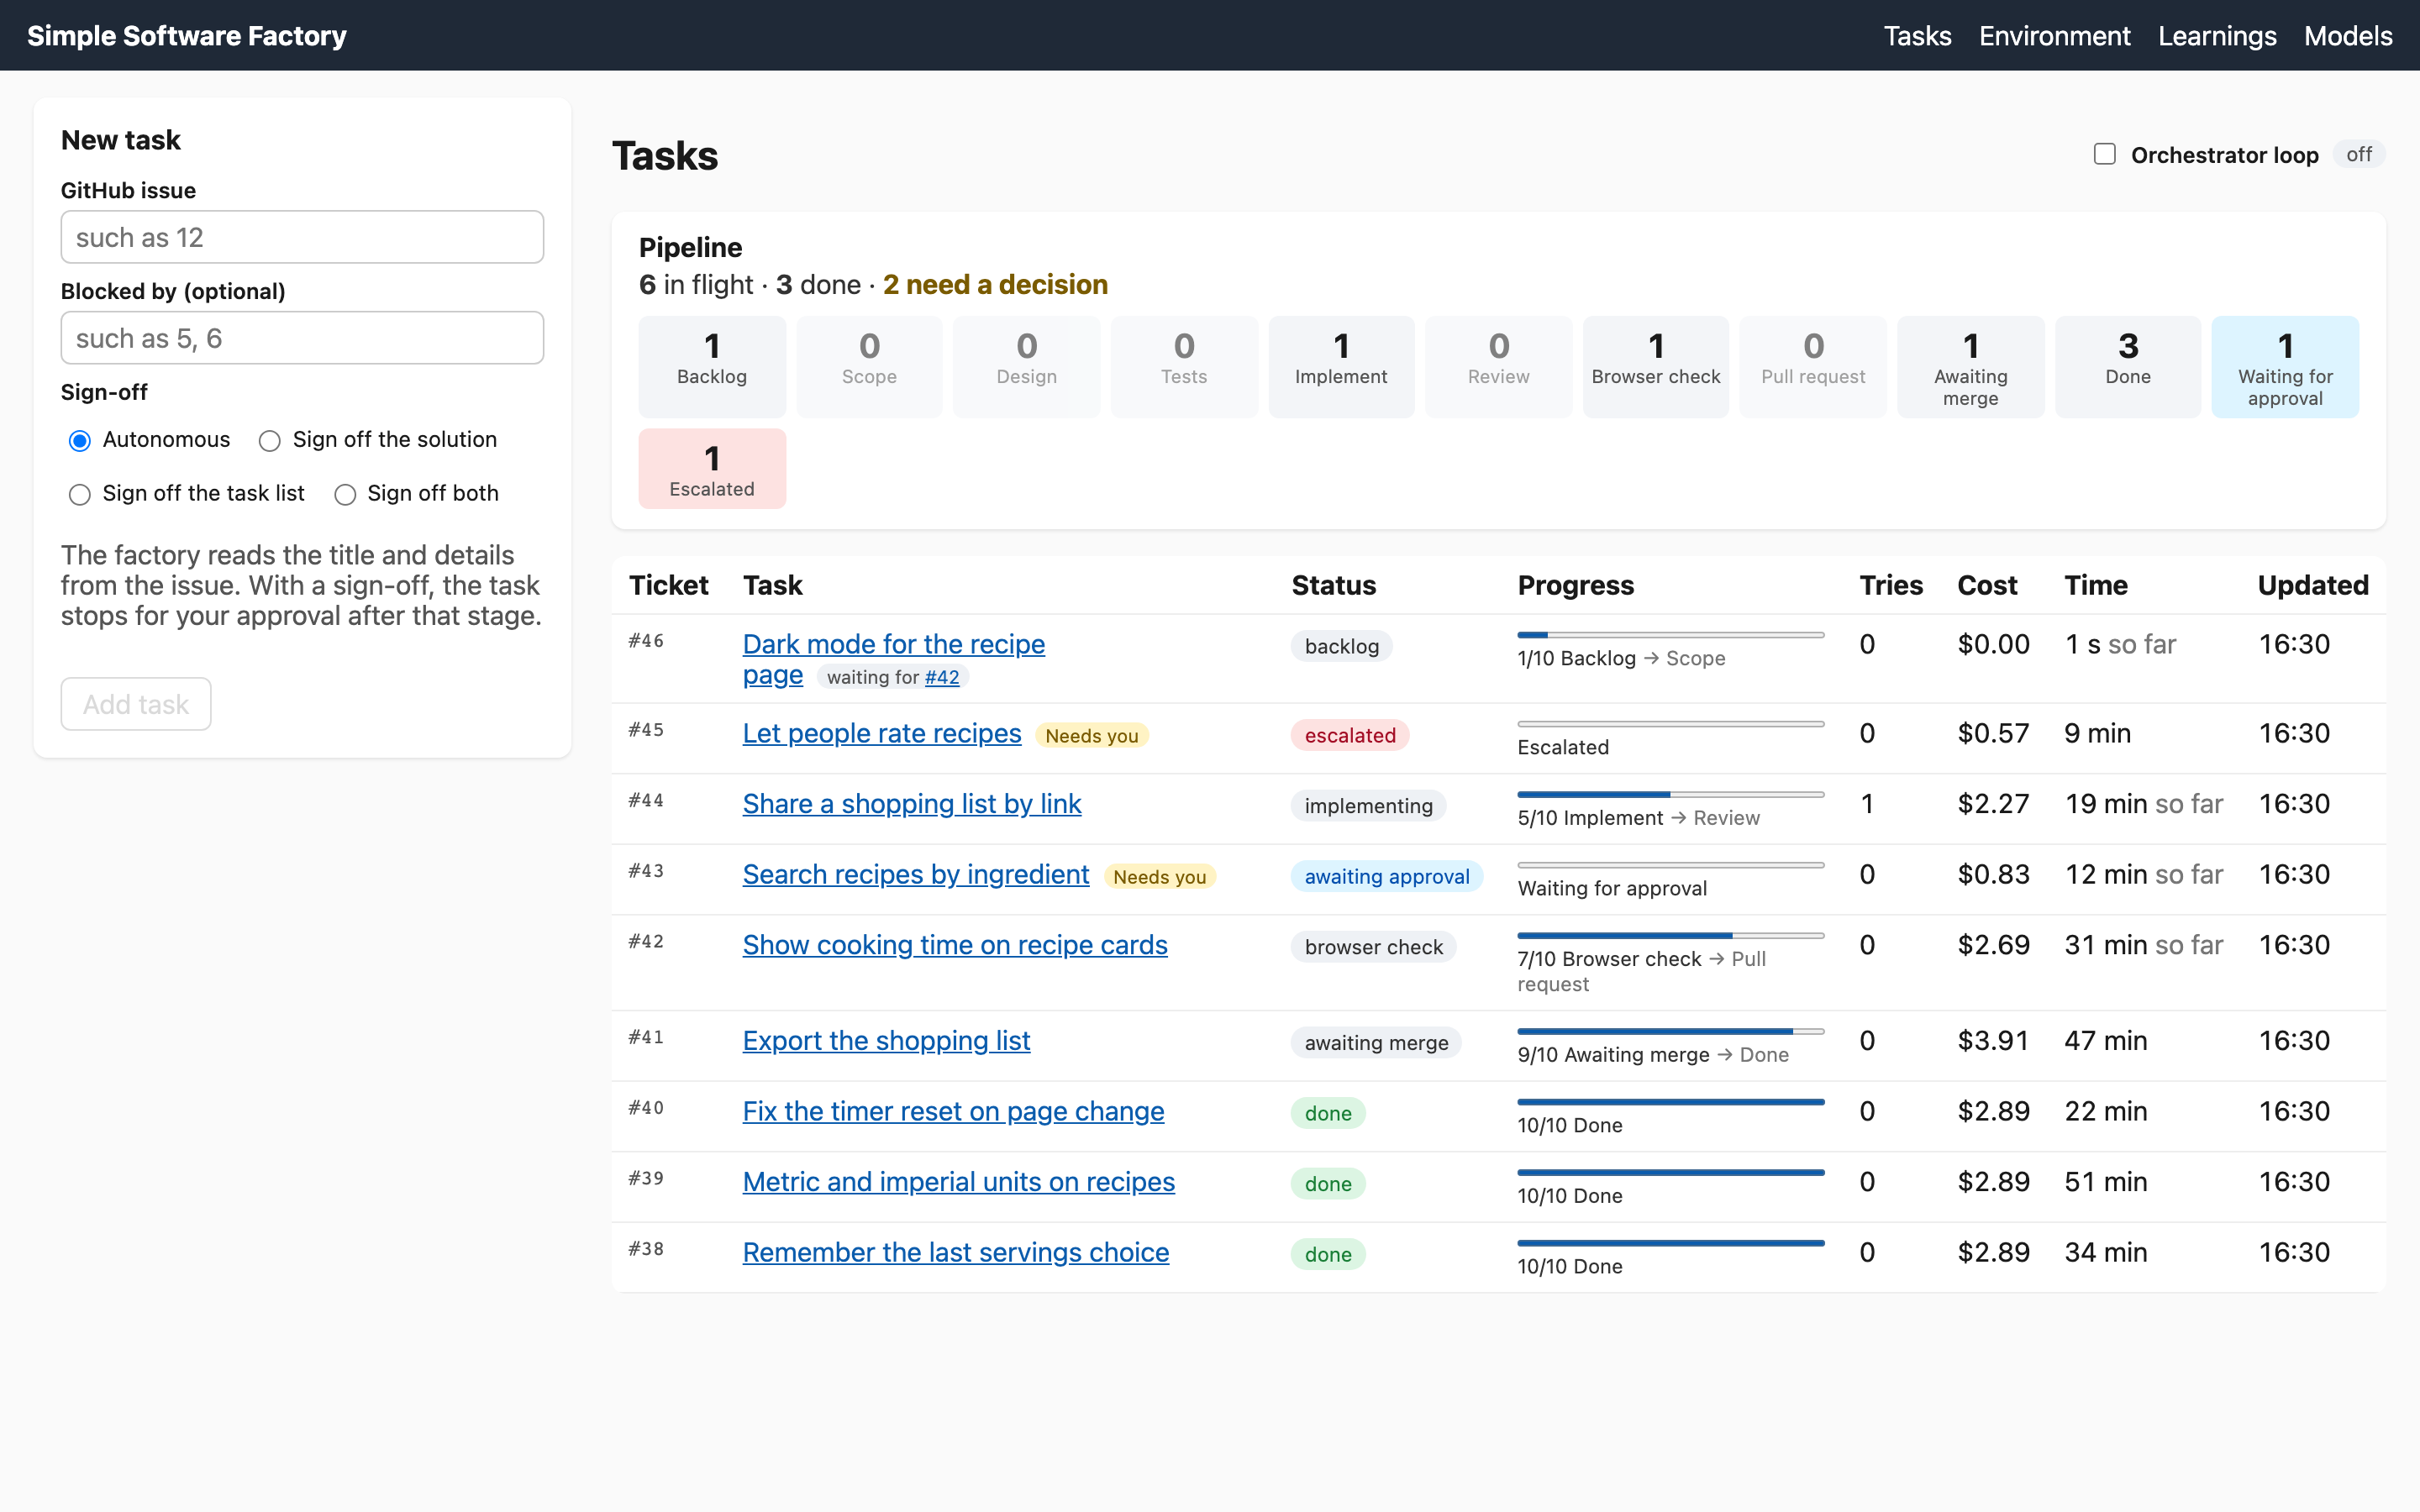 Simple Software Factory
Tasks Environment Learnings Models
New task
GitHub issue
such as 12
Blocked by (optional)
such as 5, 6
Sign-off
Autonomous Sign off the solution
Sign off the task list Sign off both
The factory reads the title and details
from the issue. With a sign-off, the task
stops for your approval after that stage.
Add task
Tasks
Orchestrator loop off
Pipeline
6 in flight · 3 done · 2 need a decision
1 Backlog
0 Scope
0 Design
0 Tests
1 Implement
0 Review
1 Browser check
0 Pull request
1 Awaiting merge
3 Done
1 Waiting for approval
1 Escalated
Ticket Task Status Progress Tries Cost Time Updated
#46 Dark mode for the recipe page waiting for #42 backlog 1/10 Backlog → Scope 0 $0.00 1 s so far 16:30
#45 Let people rate recipes Needs you escalated Escalated 0 $0.57 9 min 16:30
#44 Share a shopping list by link implementing 5/10 Implement → Review 1 $2.27 19 min so far 16:30
#43 Search recipes by ingredient Needs you awaiting approval Waiting for approval 0 $0.83 12 min so far 16:30
#42 Show cooking time on recipe cards browser check 7/10 Browser check → Pull request 0 $2.69 31 min so far 16:30
#41 Export the shopping list awaiting merge 9/10 Awaiting merge → Done 0 $3.91 47 min 16:30
#40 Fix the timer reset on page change done 10/10 Done 0 $2.89 22 min 16:30
#39 Metric and imperial units on recipes done 10/10 Done 0 $2.89 51 min 16:30
#38 Remember the last servings choice done 10/10 Done 0 $2.89 34 min 16:30